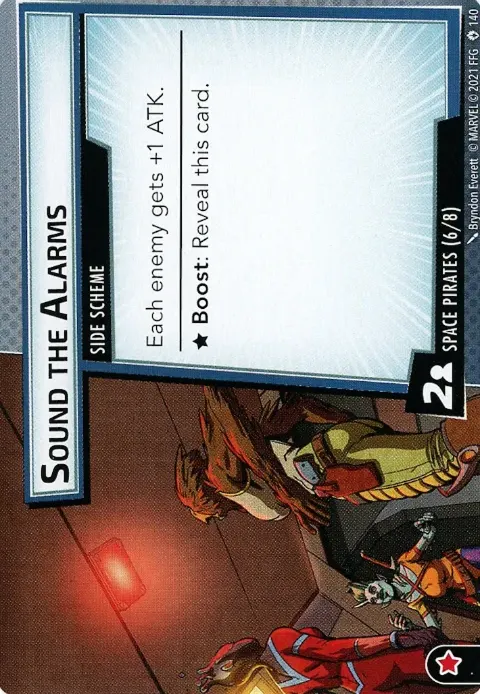 SOUND THE ALARMS
SIDE SCHEME
Each enemy gets +1 ATK.
★ Boost: Reveal this card.
2
SPACE PIRATES (6/8)
Bryndon Everett © MARVEL © 2021 FFG 140